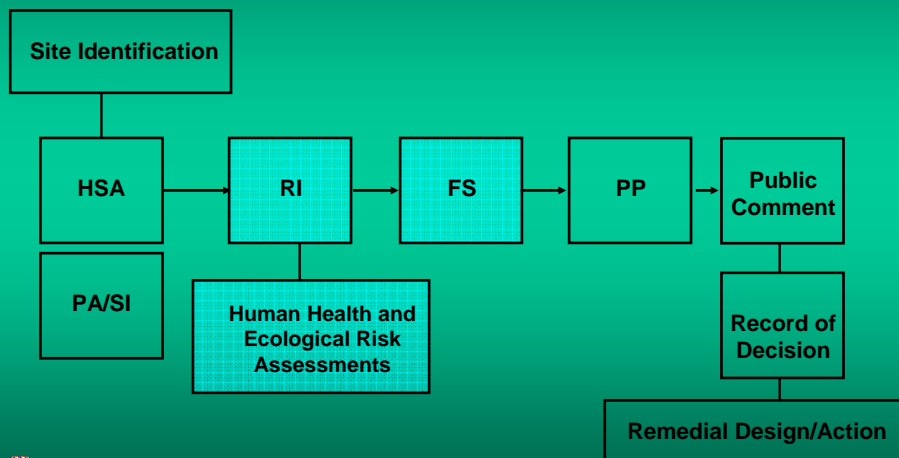 Site Identification
HSA
RI
FS
PP
Public
Comment
PA/SI
Human Health and
Ecological Risk
Assessments
Record of
Decision
Remedial Design/Action